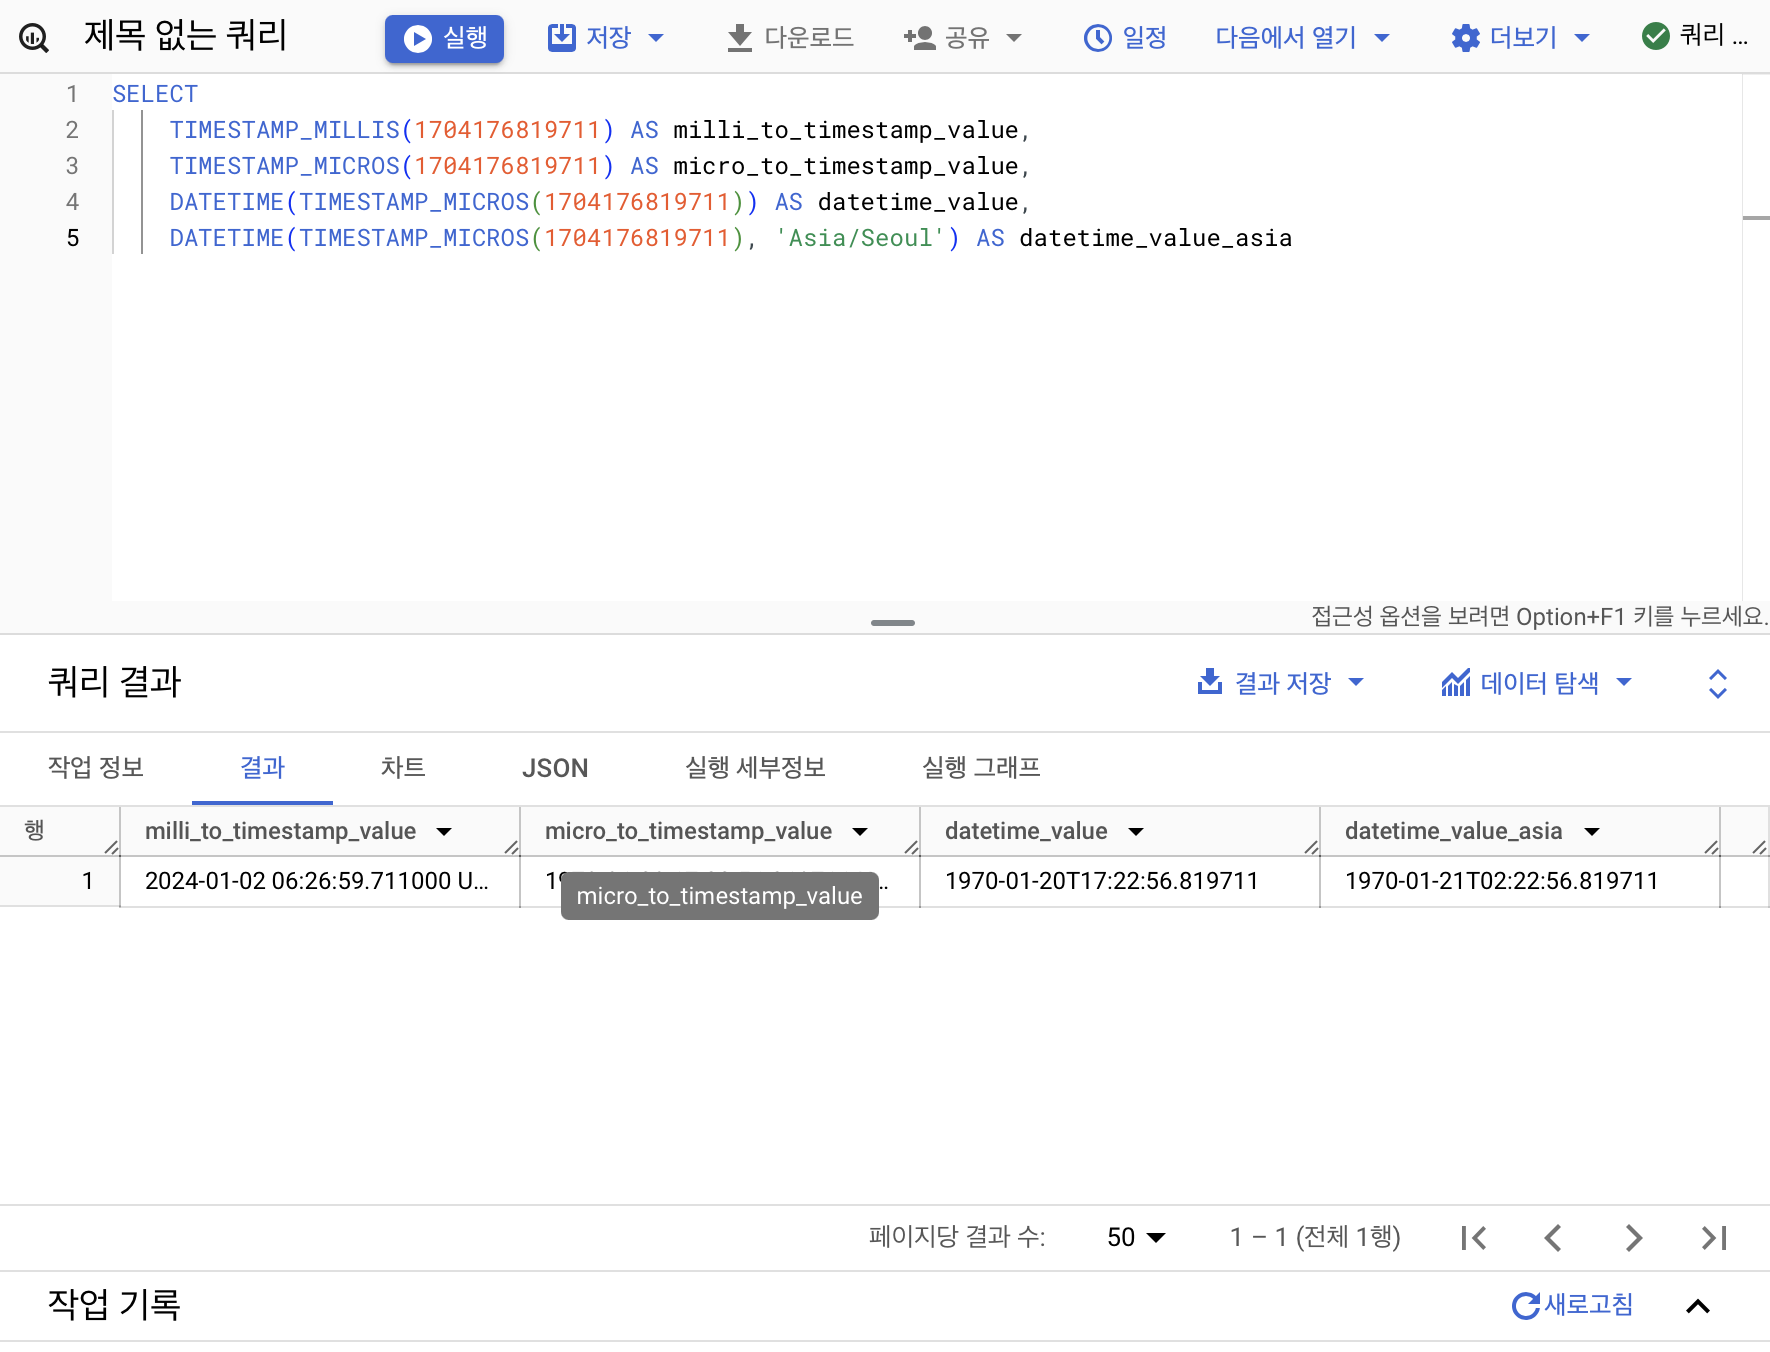 제목 없는 쿼리 실행 저장 다운로드 공유 일정 다음에서 열기 더보기 쿼리 ...
1 SELECT
2 TIMESTAMP_MILLIS(1704176819711) AS milli_to_timestamp_value,
3 TIMESTAMP_MICROS(1704176819711) AS micro_to_timestamp_value,
4 DATETIME(TIMESTAMP_MICROS(1704176819711)) AS datetime_value,
5 DATETIME(TIMESTAMP_MICROS(1704176819711), 'Asia/Seoul') AS datetime_value_asia
접근성 옵션을 보려면 Option+F1 키를 누르세요.
쿼리 결과 결과 저장 데이터 탐색
작업 정보 결과 차트 JSON 실행 세부정보 실행 그래프
행 milli_to_timestamp_value micro_to_timestamp_value datetime_value datetime_value_asia
1 2024-01-02 06:26:59.711000 U... 1970-01-20T17:22:56.819711 1970-01-21T02:22:56.819711
micro_to_timestamp_value
페이지당 결과 수: 50 1 – 1 (전체 1행)
작업 기록 새로고침